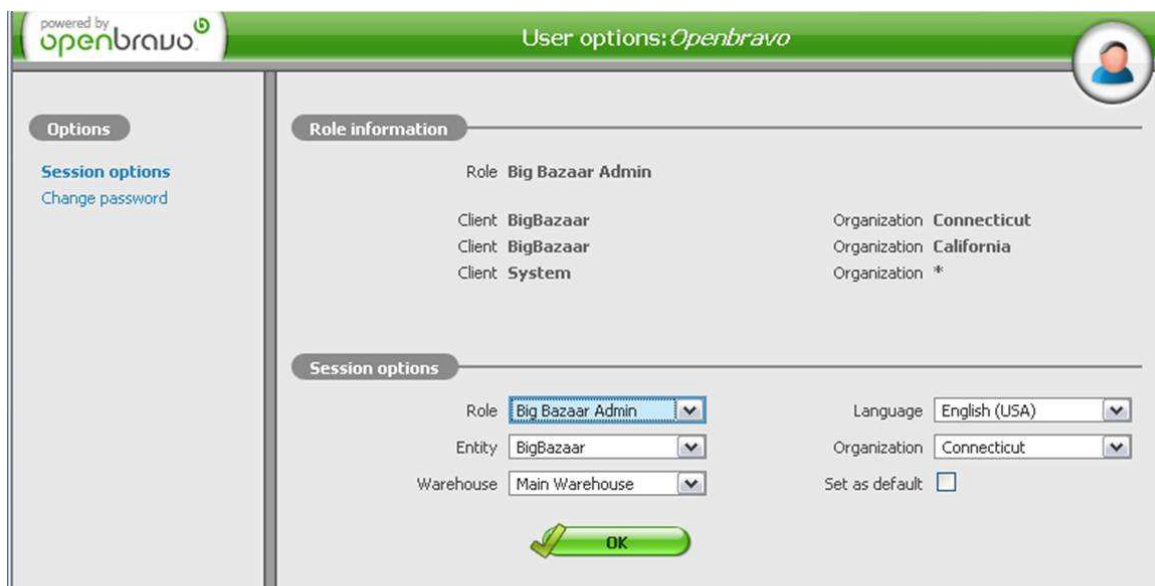 powered by
openbravo
User options: Openbravo
Options
Session options
Change password
Role information
Role Big Bazaar Admin
Client BigBazaar Organization Connecticut
Client BigBazaar Organization California
Client System Organization *
Session options
Role Big Bazaar Admin Language English (USA)
Entity BigBazaar Organization Connecticut
Warehouse Main Warehouse Set as default
OK